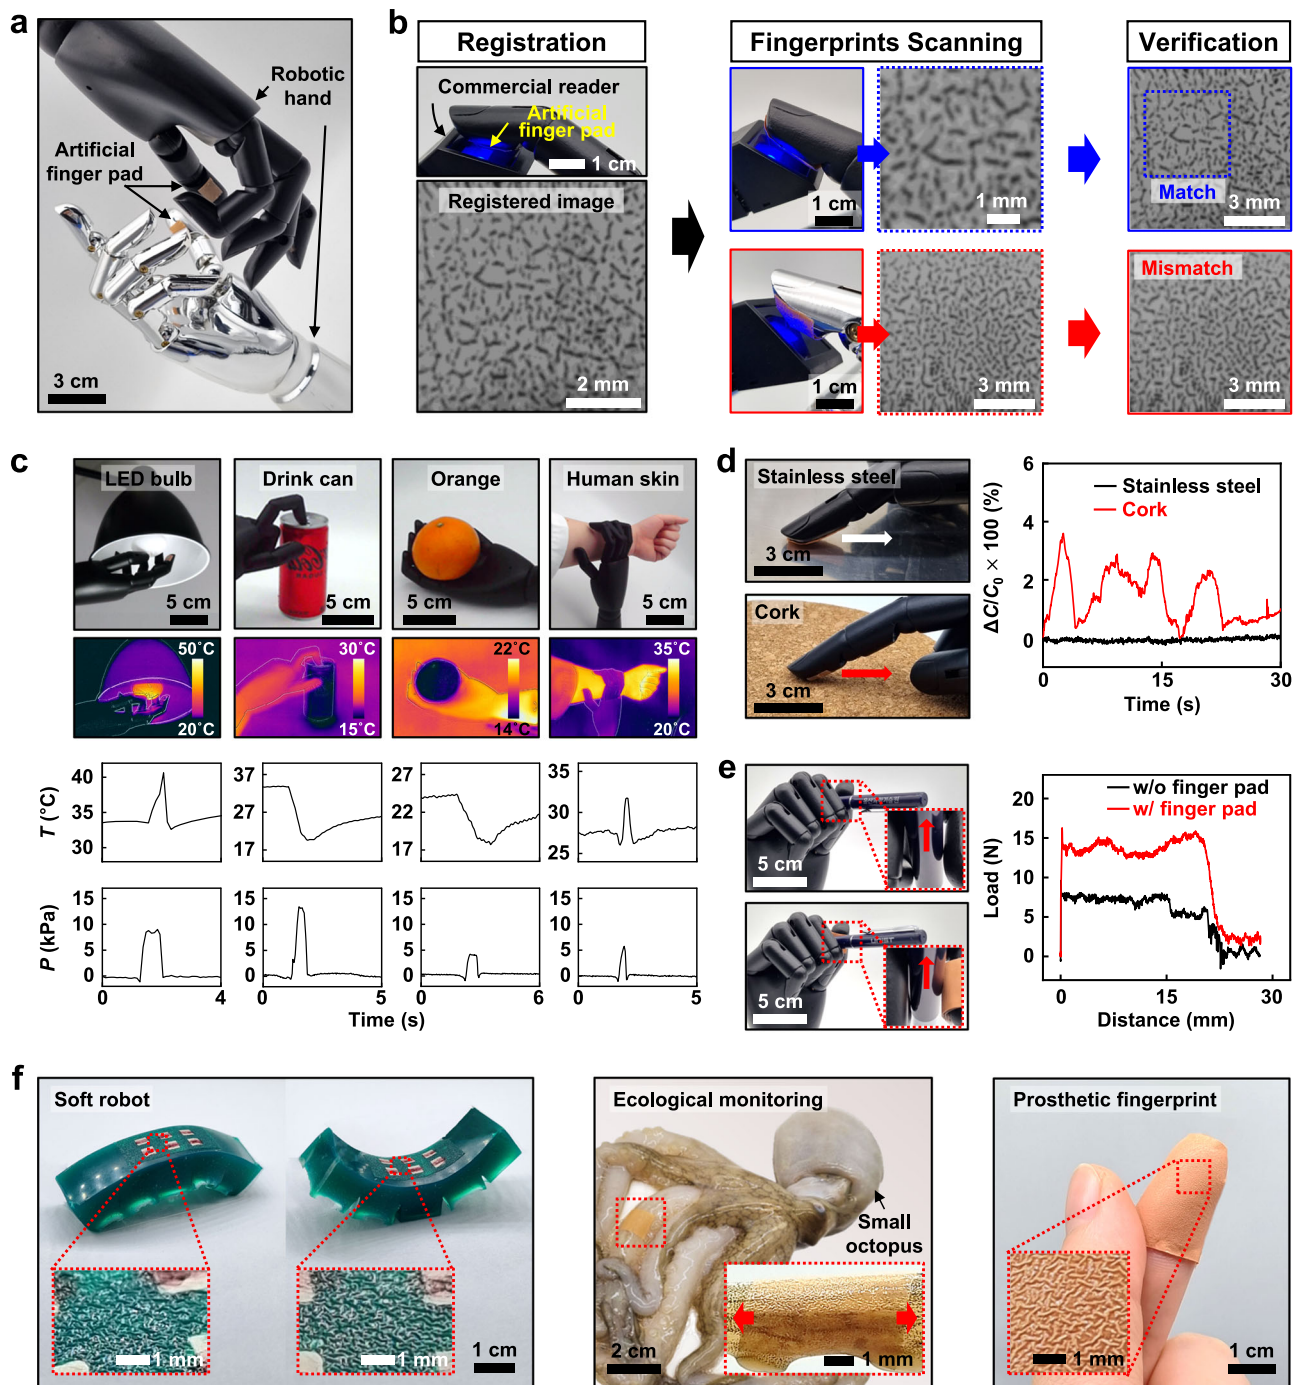 a
Robotic
hand
Artificial
finger pad
3 cm
b
Registration
Fingerprints Scanning
Verification
Commercial reader
Artificial
finger pad
1 cm
Registered image
2 mm
1 cm
1 mm
Match
3 mm
1 cm
3 mm
Mismatch
3 mm
c
LED bulb
Drink can
Orange
Human skin
5 cm
5 cm
5 cm
5 cm
50°C
20°C
30°C
15°C
22°C
14°C
35°C
20°C
T (°C)
40
35
30
37
27
17
27
22
17
35
30
25
P (kPa)
15
10
5
0
15
10
5
0
15
10
5
0
15
10
5
0
0
4
0
5
0
6
0
5
Time (s)
d
Stainless steel
3 cm
Cork
3 cm
ΔC/C0 × 100 (%)
6
4
2
0
Stainless steel
Cork
0
15
30
Time (s)
e
5 cm
5 cm
Load (N)
20
15
10
5
0
w/o finger pad
w/ finger pad
0
15
30
Distance (mm)
f
Soft robot
1 mm
1 mm
1 cm
Ecological monitoring
Small
octopus
2 cm
1 mm
Prosthetic fingerprint
1 mm
1 cm